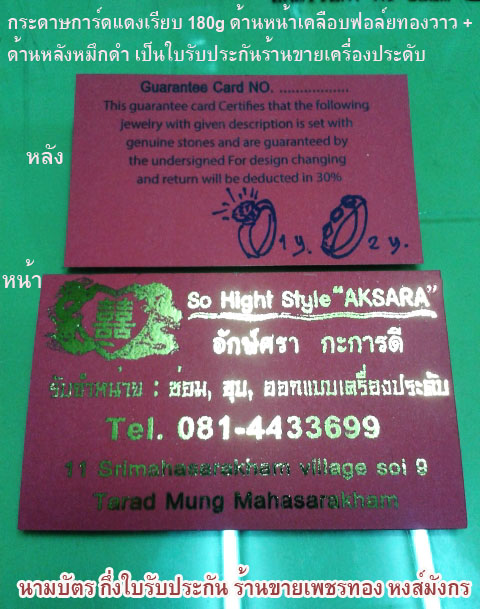 กระดาษการ์ดแดงเรียบ 180g ด้านหน้าเคลือบฟอล์ยทองวาว +
ด้านหลังหมึกดำ เป็นใบรับประกันร้านขายเครื่องประดับ
Guarantee Card NO. .................
This guarantee card Certifies that the following
jewelry with given description is set with
genuine stones and are guaranteed by
the undersigned For design changing
and return will be deducted in 30%
หลัง
1 y. 2 y.
หน้า
囍
So Hight Style "AKSARA"
อักษ์ศรา กะการดี
รับจำหน่าย : ซ่อม, ชุบ, ออกแบบเครื่องประดับ
Tel. 081-4433699
11 Srimahasarakham village soi 9
Tarad Mung Mahasarakham
นามบัตร กึ่งใบรับประกัน ร้านขายเพชรทอง หงส์มังกร